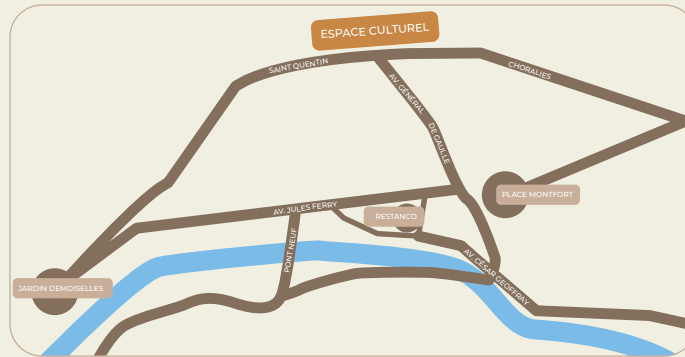 ESPACE CULTUREL
SAINT QUENTIN
CHORALIES
AV. GÉNÉRAL
DE GAULLE
PLACE MONTFORT
AV. JULES FERRY
RESTANCO
PONT NEUF
AV. CÉSAR GEOFFRAY
JARDIN DEMOISELLES